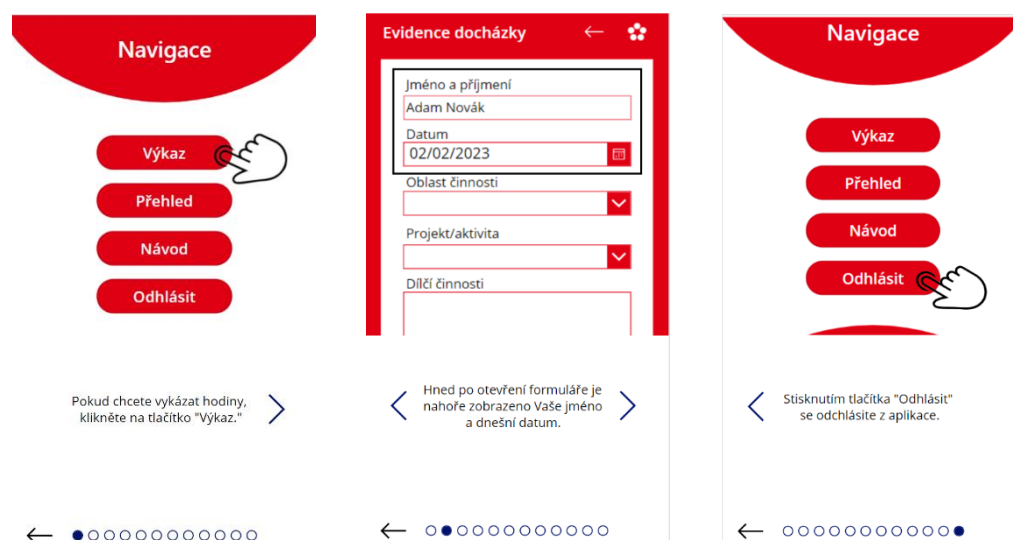 Navigace
Výkaz
Přehled
Návod
Odhlásit
Pokud chcete vykázat hodiny,
klikněte na tlačítko "Výkaz."
Evidence docházky
Jméno a příjmení
Adam Novák
Datum
02/02/2023
Oblast činnosti
Projekt/aktivita
Dílčí činnosti
Hned po otevření formuláře je
nahoře zobrazeno Vaše jméno
a dnešní datum.
Navigace
Výkaz
Přehled
Návod
Odhlásit
Stisknutím tlačítka "Odhlásit"
se odchlásite z aplikace.